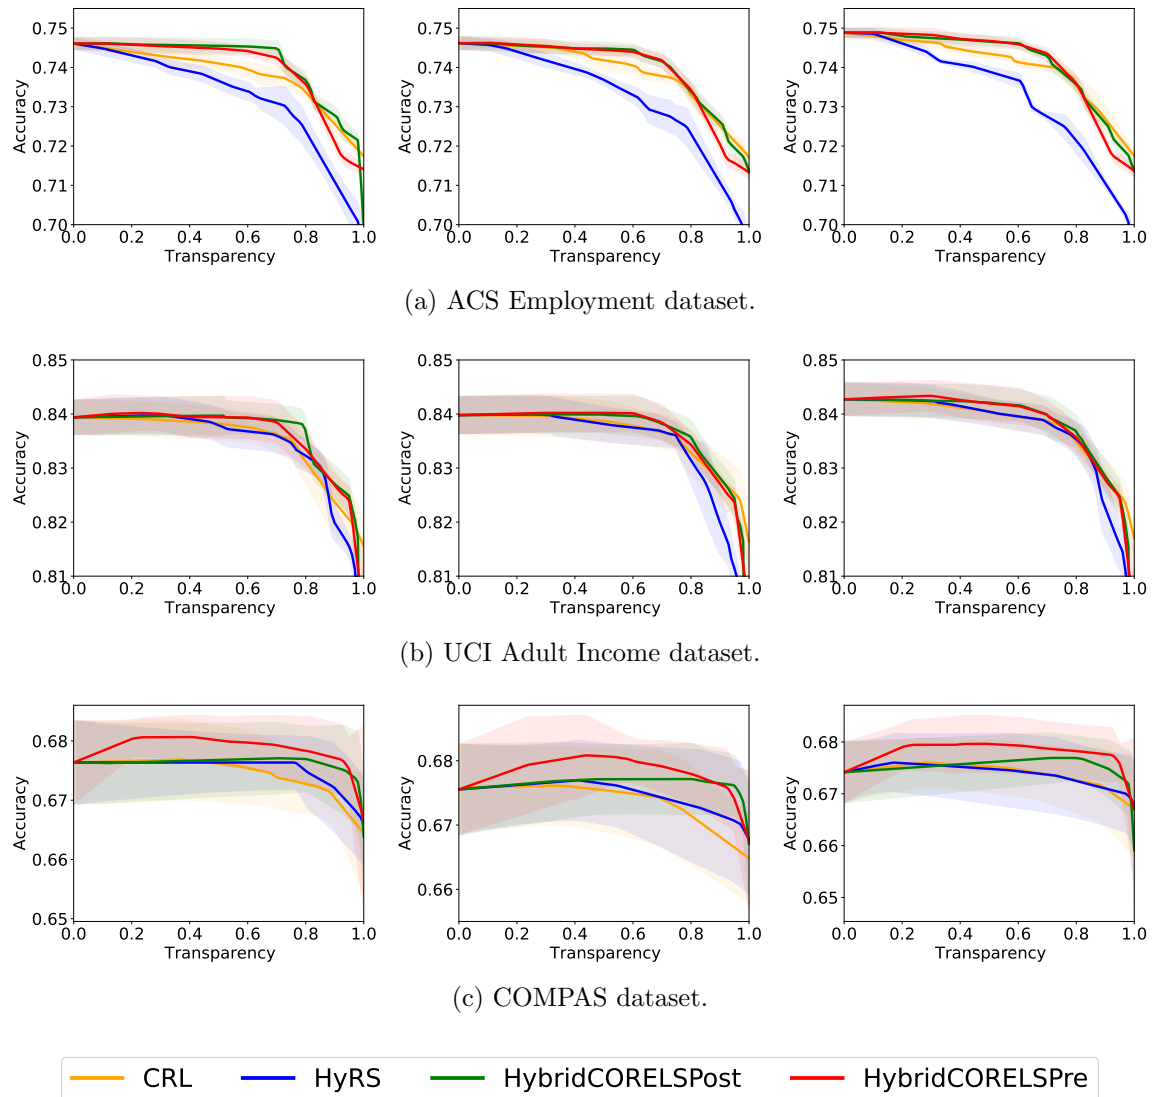 0.75
0.74
0.73
0.72
0.71
0.70
Accuracy
0.0 0.2 0.4 0.6 0.8 1.0
Transparency
0.75
0.74
0.73
0.72
0.71
0.70
Accuracy
0.0 0.2 0.4 0.6 0.8 1.0
Transparency
0.75
0.74
0.73
0.72
0.71
0.70
Accuracy
0.0 0.2 0.4 0.6 0.8 1.0
Transparency
(a) ACS Employment dataset.
0.85
0.84
0.83
0.82
0.81
Accuracy
0.0 0.2 0.4 0.6 0.8 1.0
Transparency
0.85
0.84
0.83
0.82
0.81
Accuracy
0.0 0.2 0.4 0.6 0.8 1.0
Transparency
0.85
0.84
0.83
0.82
0.81
Accuracy
0.0 0.2 0.4 0.6 0.8 1.0
Transparency
(b) UCI Adult Income dataset.
0.68
0.67
0.66
0.65
Accuracy
0.0 0.2 0.4 0.6 0.8 1.0
Transparency
0.68
0.67
0.66
Accuracy
0.0 0.2 0.4 0.6 0.8 1.0
Transparency
0.68
0.67
0.66
0.65
Accuracy
0.0 0.2 0.4 0.6 0.8 1.0
Transparency
(c) COMPAS dataset.
CRL HyRS HybridCORELSPost HybridCORELSPre